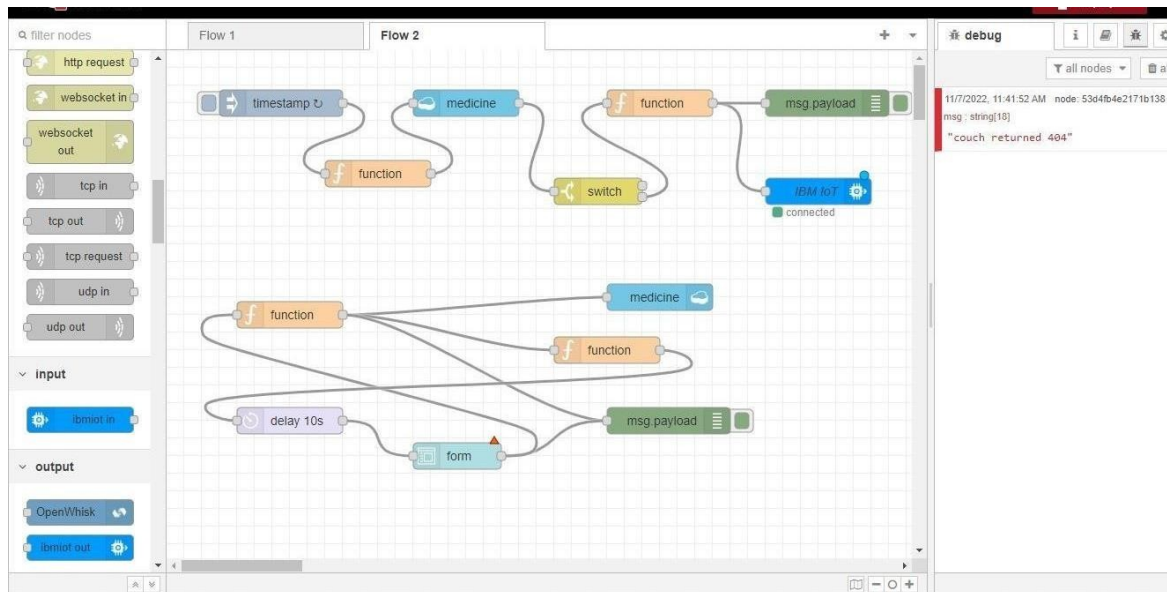 filter nodes
http request
websocket in
websocket
out
tcp in
tcp out
tcp request
udp in
udp out
input
ibmiot in
output
OpenWhisk
ibmiot out
Flow 1
Flow 2
timestamp ↻
medicine
function
msg.payload
function
switch
IBM IoT
connected
function
medicine
function
delay 10s
msg.payload
form
debug
i
all nodes
a
11/7/2022, 11:41:52 AM node: 53d4fb4e2171b138
msg : string[18]
"couch returned 404"